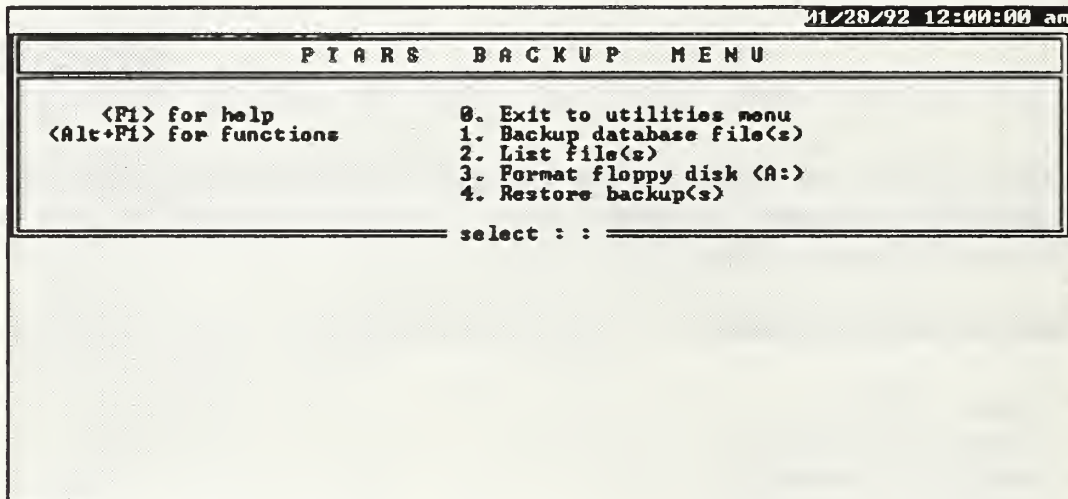 01/28/92 12:00:00 am
PIARS BACKUP MENU
<F1> for help
<Alt+F1> for functions
0. Exit to utilities menu
1. Backup database file(s)
2. List file(s)
3. Format floppy disk (A:)
4. Restore backup(s)
select : :